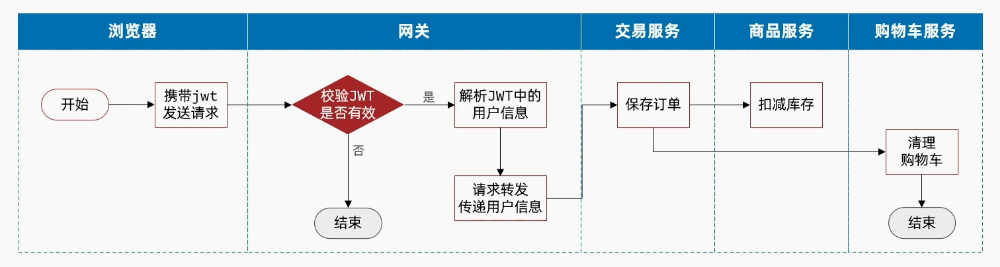 浏览器
网关
交易服务
商品服务
购物车服务
开始
携带jwt
发送请求
校验JWT
是否有效
是
否
结束
解析JWT中的
用户信息
请求转发
传递用户信息
保存订单
扣减库存
清理
购物车
结束